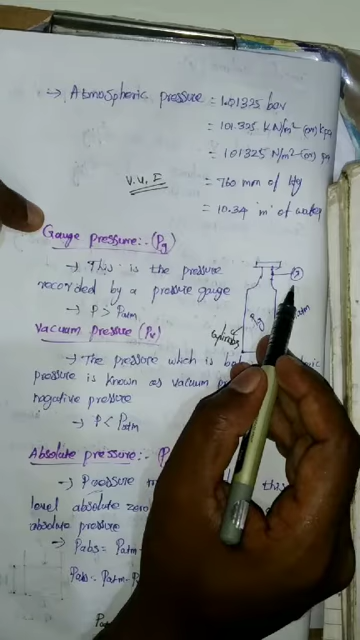 → Atmospheric pressure = 1.01325 bar
= 101.325 KN/m² (or) Kpa
= 101325 N/m² (or) pa
V.V.I
= 760 mm of Hg
= 10.34 'm' of water
Gauge pressure:- (Pg)
→ This is the pressure
recorded by a pressure gauge
→ P > Patm
Pg
Vacuum pressure (Pv)
→ The pressure which is
pressure is known as vacuum
negative pressure
→ P < Patm
Absolute pressure:- (P
→ Pressure
level absolute zero
absolute pressure
→ Pabs = Patm
Pabs = Patm - P